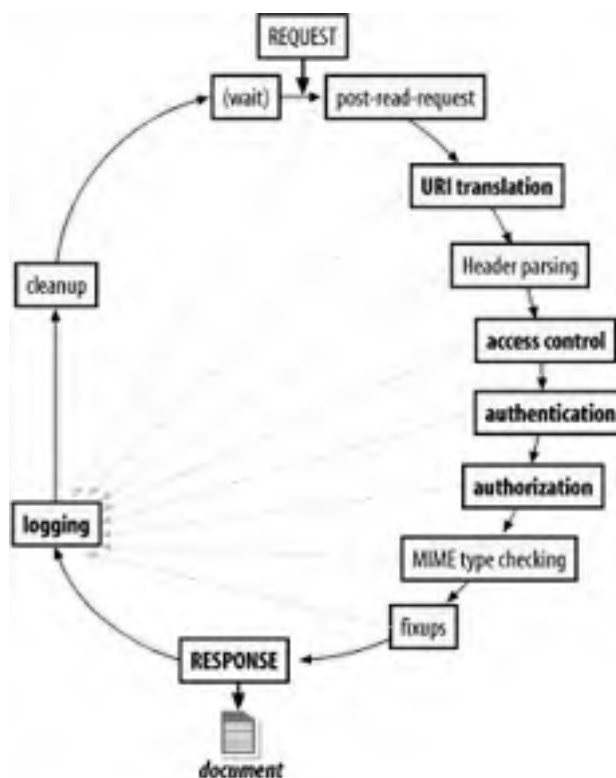 REQUEST
(wait)
post-read-request
URI translation
Header parsing
access control
authentication
authorization
MIME type checking
fixups
RESPONSE
document
logging
cleanup